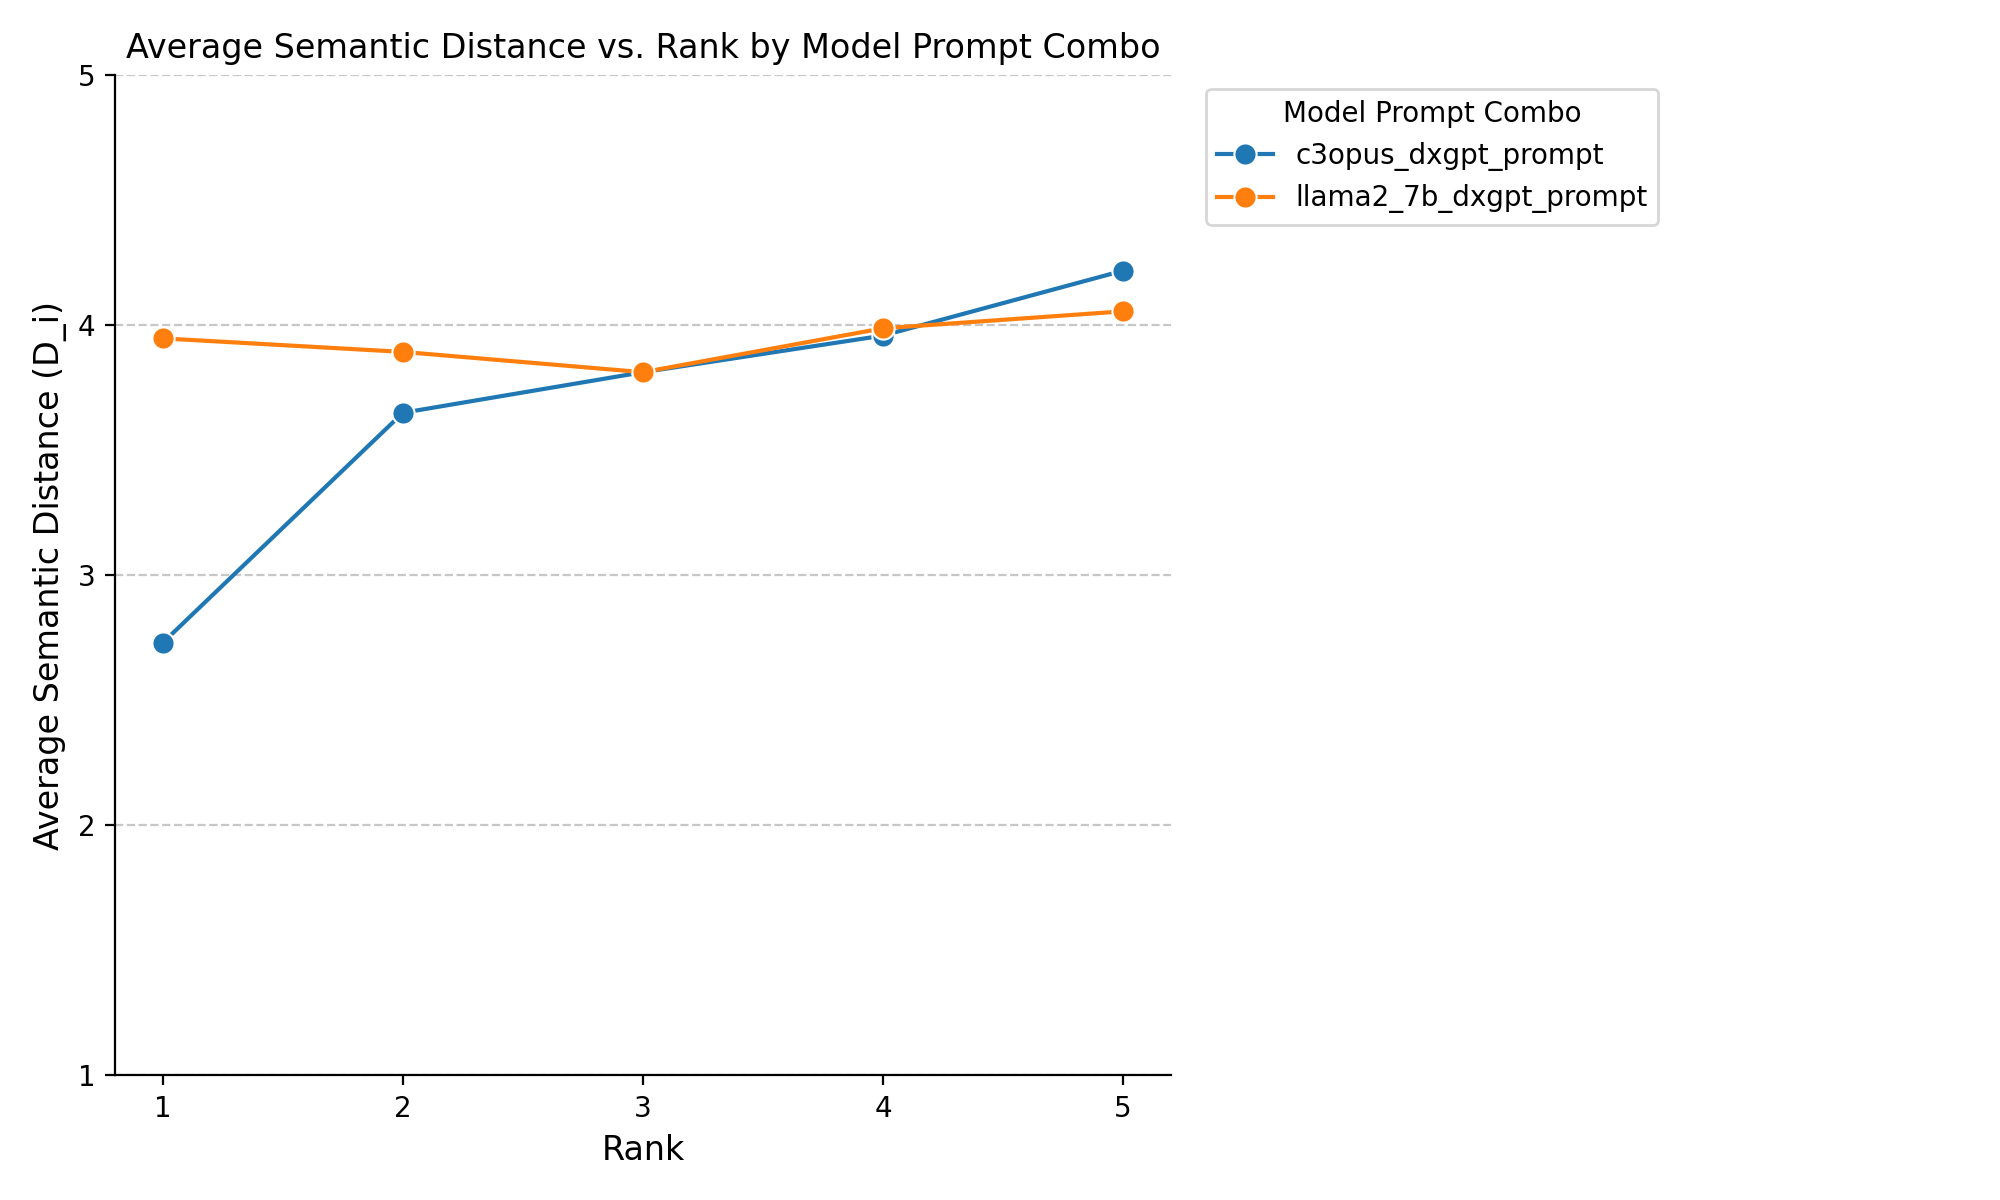 Average Semantic Distance vs. Rank by Model Prompt Combo
Average Semantic Distance (D_i)
5
4
3
2
1
1 2 3 4 5
Rank
Model Prompt Combo
c3opus_dxgpt_prompt
llama2_7b_dxgpt_prompt